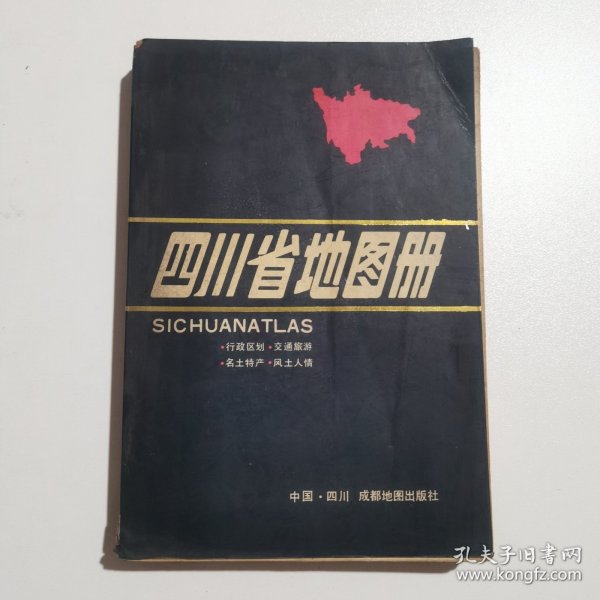 四川省地图册
SICHUANATLAS
•行政区划•交通旅游
•名土特产•风土人情
中国·四川 成都地图出版社
孔夫子旧书网
www.kongfz.com